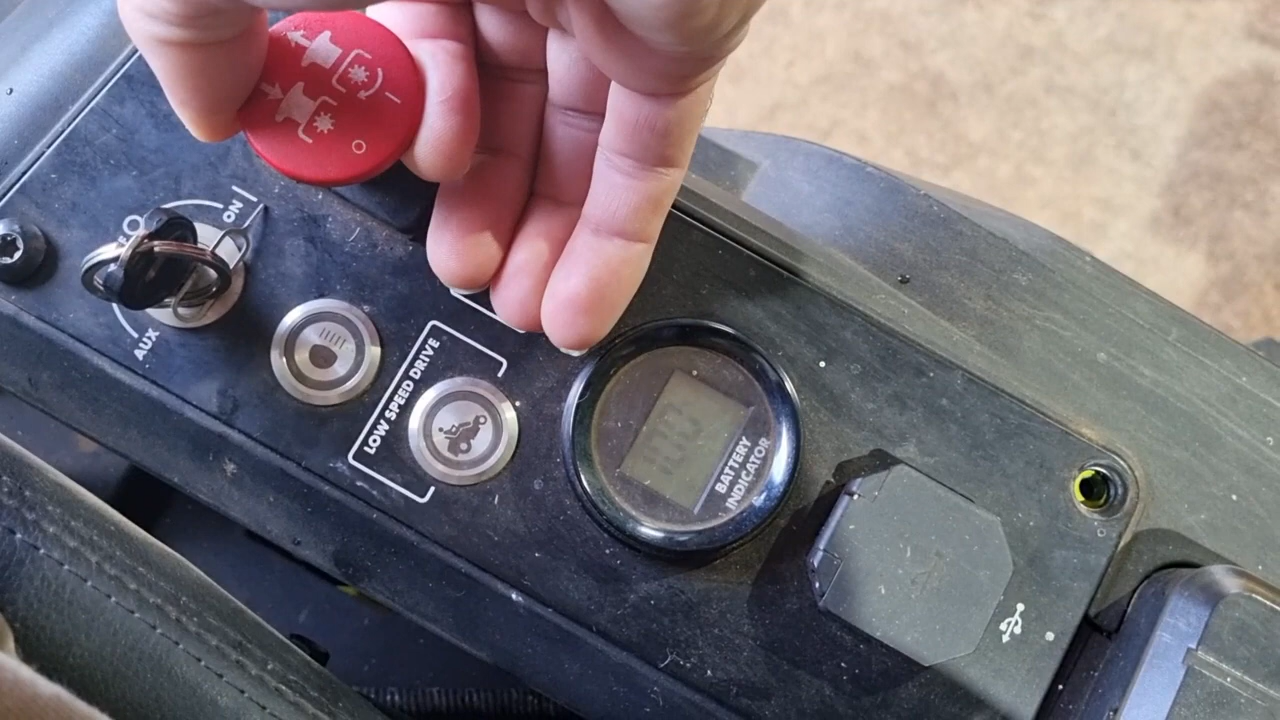 ON
AUX
LOW SPEED DRIVE
BATTERY
INDICATOR